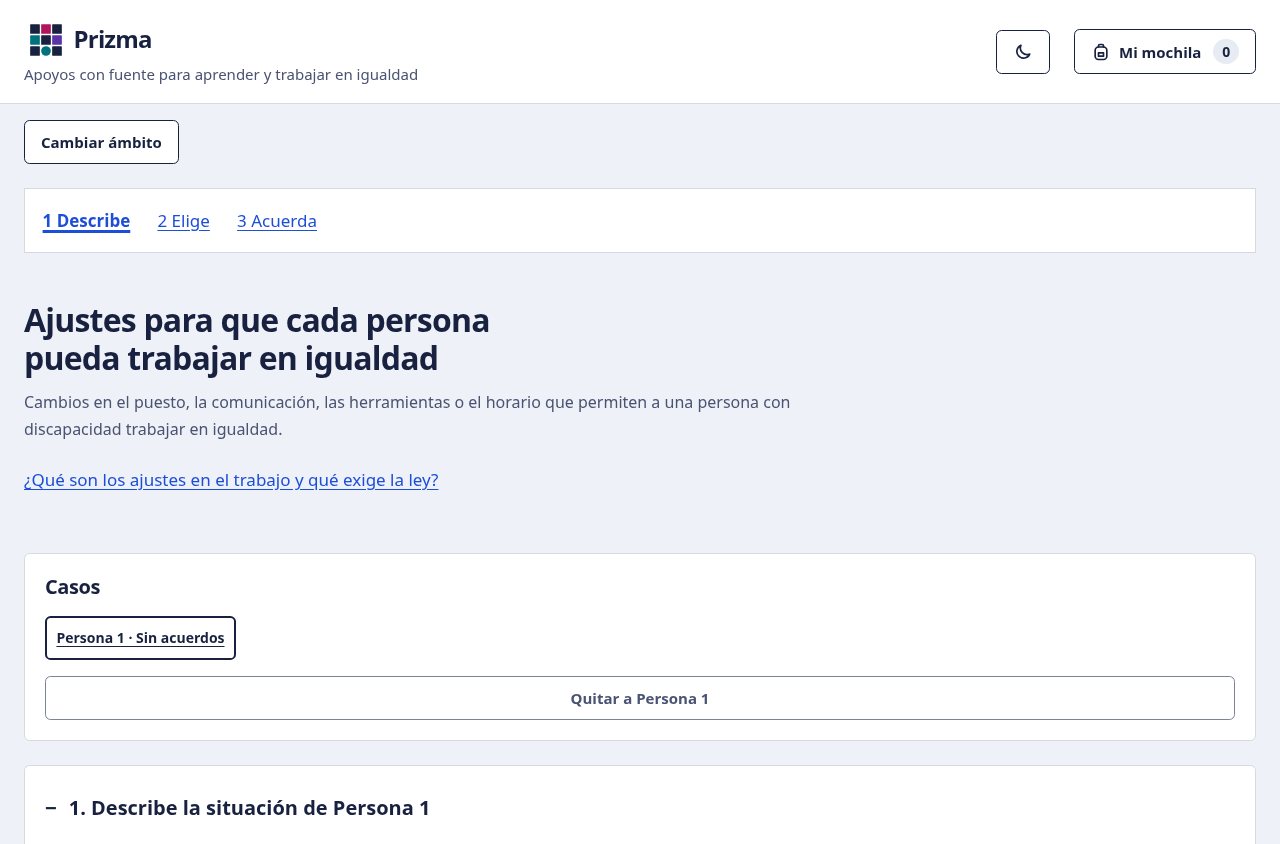 Prizma
Apoyos con fuente para aprender y trabajar en igualdad
Mi mochila 0
Cambiar ámbito
1 Describe 2 Elige 3 Acuerda
Ajustes para que cada persona
pueda trabajar en igualdad
Cambios en el puesto, la comunicación, las herramientas o el horario que permiten a una persona con
discapacidad trabajar en igualdad.
¿Qué son los ajustes en el trabajo y qué exige la ley?
Casos
Persona 1 · Sin acuerdos
Quitar a Persona 1
− 1. Describe la situación de Persona 1